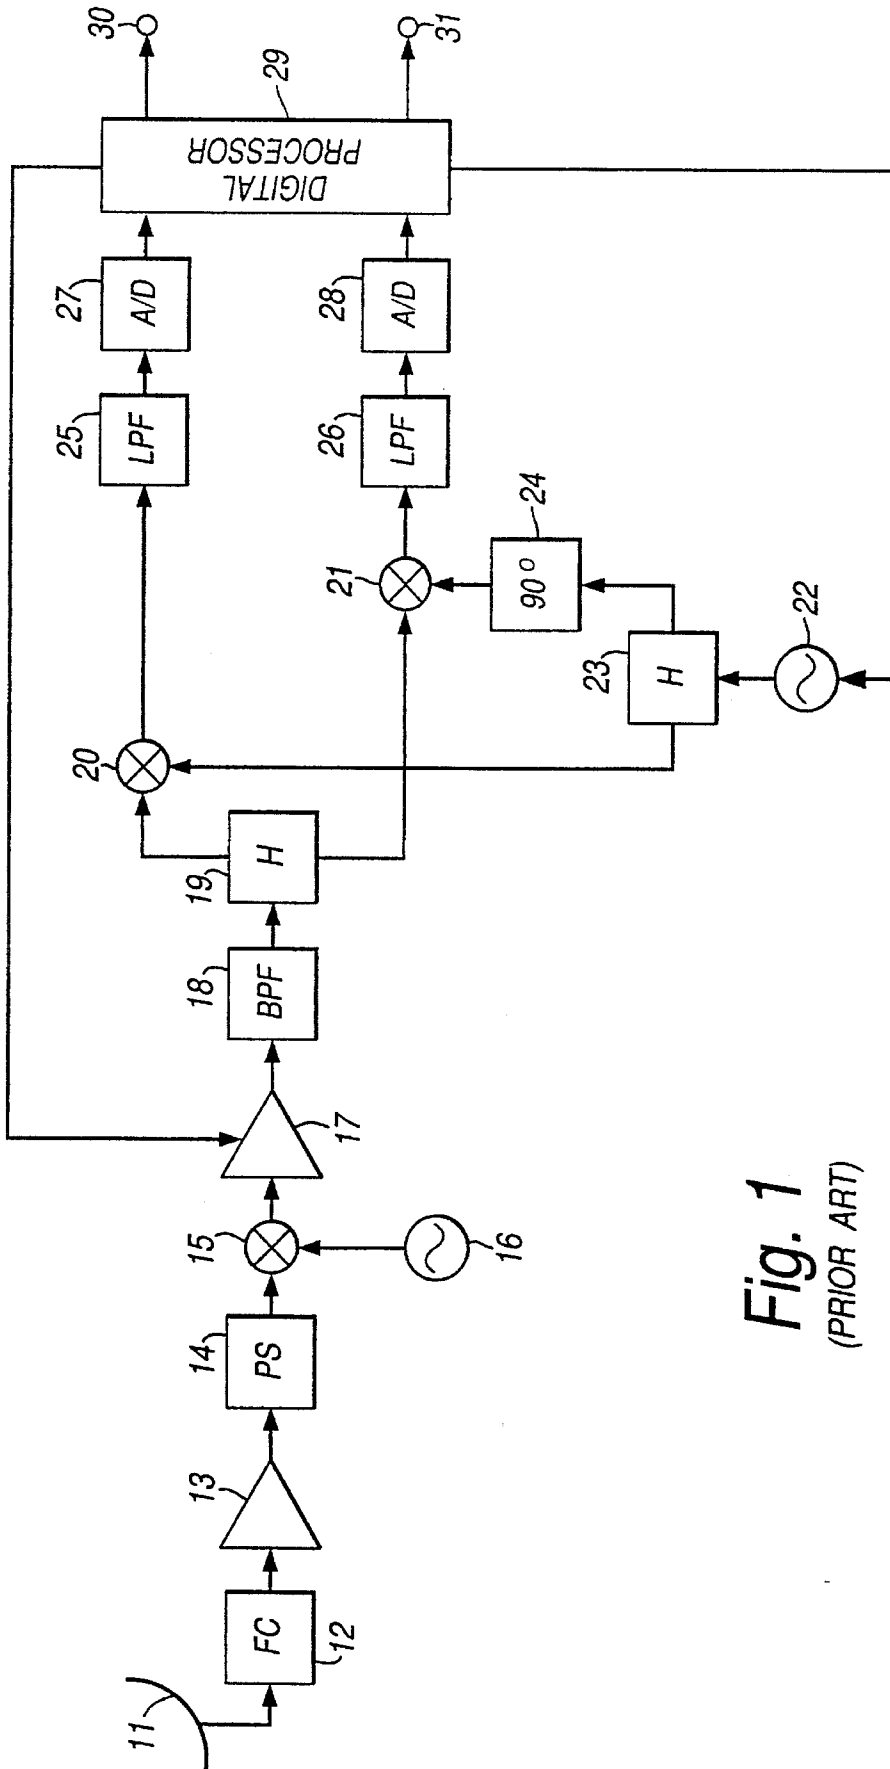 11
FC
12
13
14
PS
15
16
17
18
BPF
19
H
20
21
22
23
H
24
90°
25
LPF
26
LPF
27
A/D
28
A/D
29
DIGITAL
PROCESSOR
30
31
Fig. 1
(PRIOR ART)